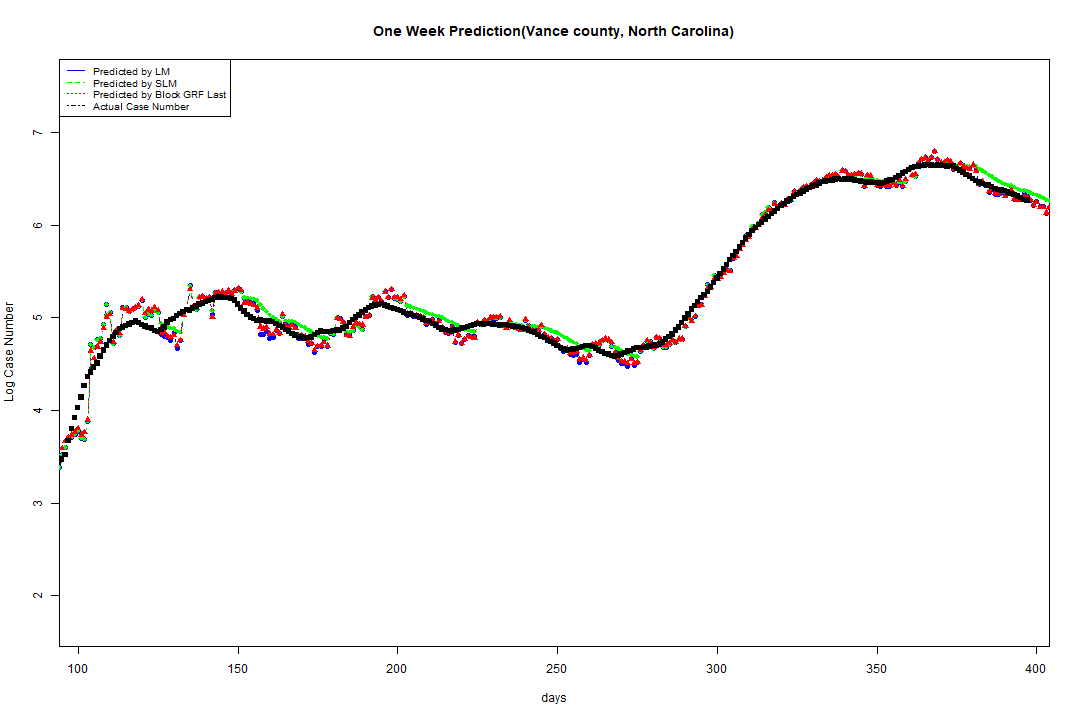 One Week Prediction(Vance county, North Carolina)
Predicted by LM
Predicted by SLM
Predicted by Block GRF Last
Actual Case Number
7
6
5
4
3
2
Log Case Number
100 150 200 250 300 350 400
days